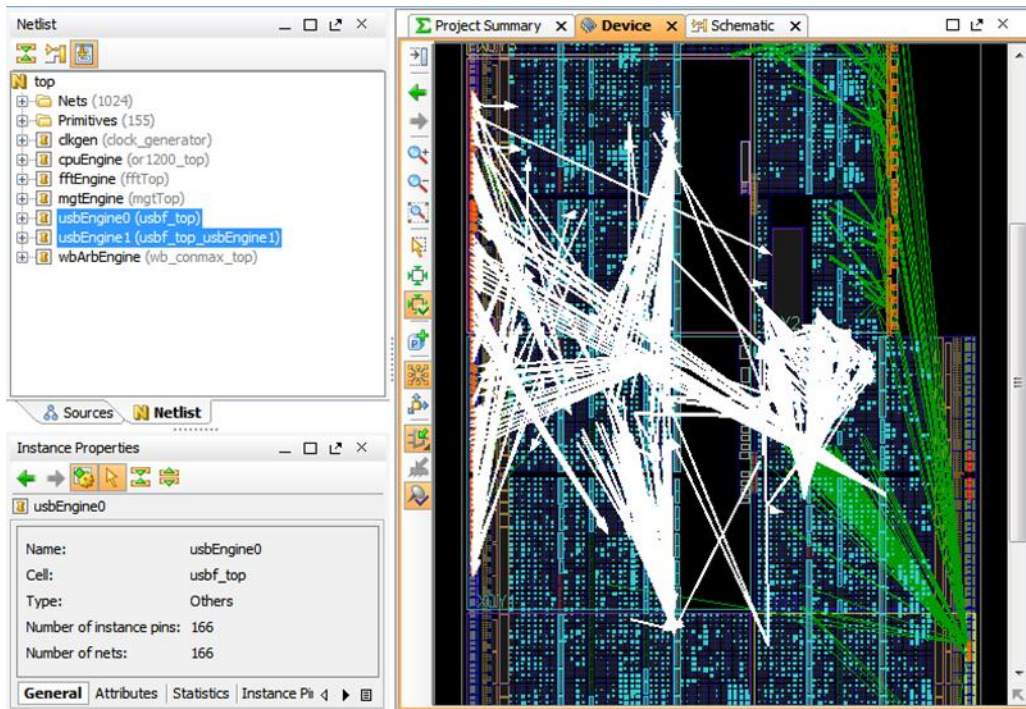 Netlist
top
Nets (1024)
Primitives (155)
clkgen (clock_generator)
cpuEngine (or1200_top)
fftEngine (fftTop)
mgtEngine (mgtTop)
usbEngine0 (usbf_top)
usbEngine1 (usbf_top_usbEngine1)
wbArbEngine (wb_conmax_top)
Sources Netlist
Instance Properties
usbEngine0
Name: usbEngine0
Cell: usbf_top
Type: Others
Number of instance pins: 166
Number of nets: 166
General Attributes Statistics Instance Pi
Project Summary Device Schematic